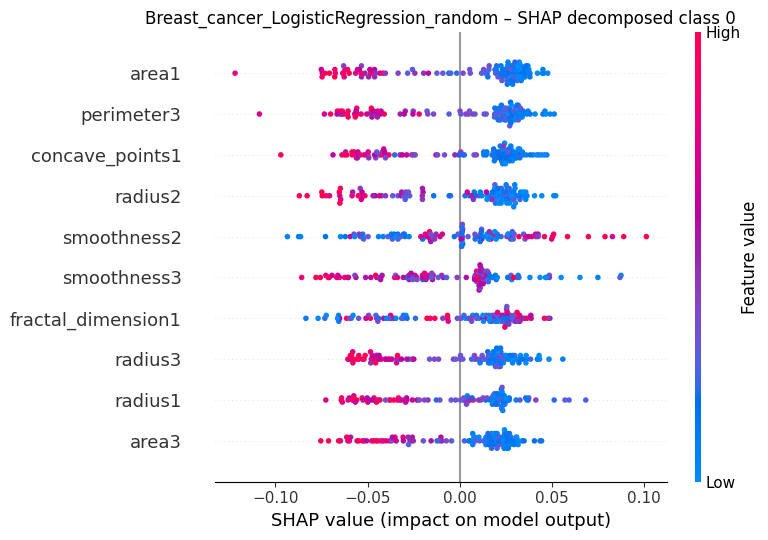 Breast_cancer_LogisticRegression_random – SHAP decomposed class 0
High
area1
perimeter3
concave_points1
radius2
smoothness2
smoothness3
fractal_dimension1
radius3
radius1
area3
Feature value
Low
−0.10 −0.05 0.00 0.05 0.10
SHAP value (impact on model output)